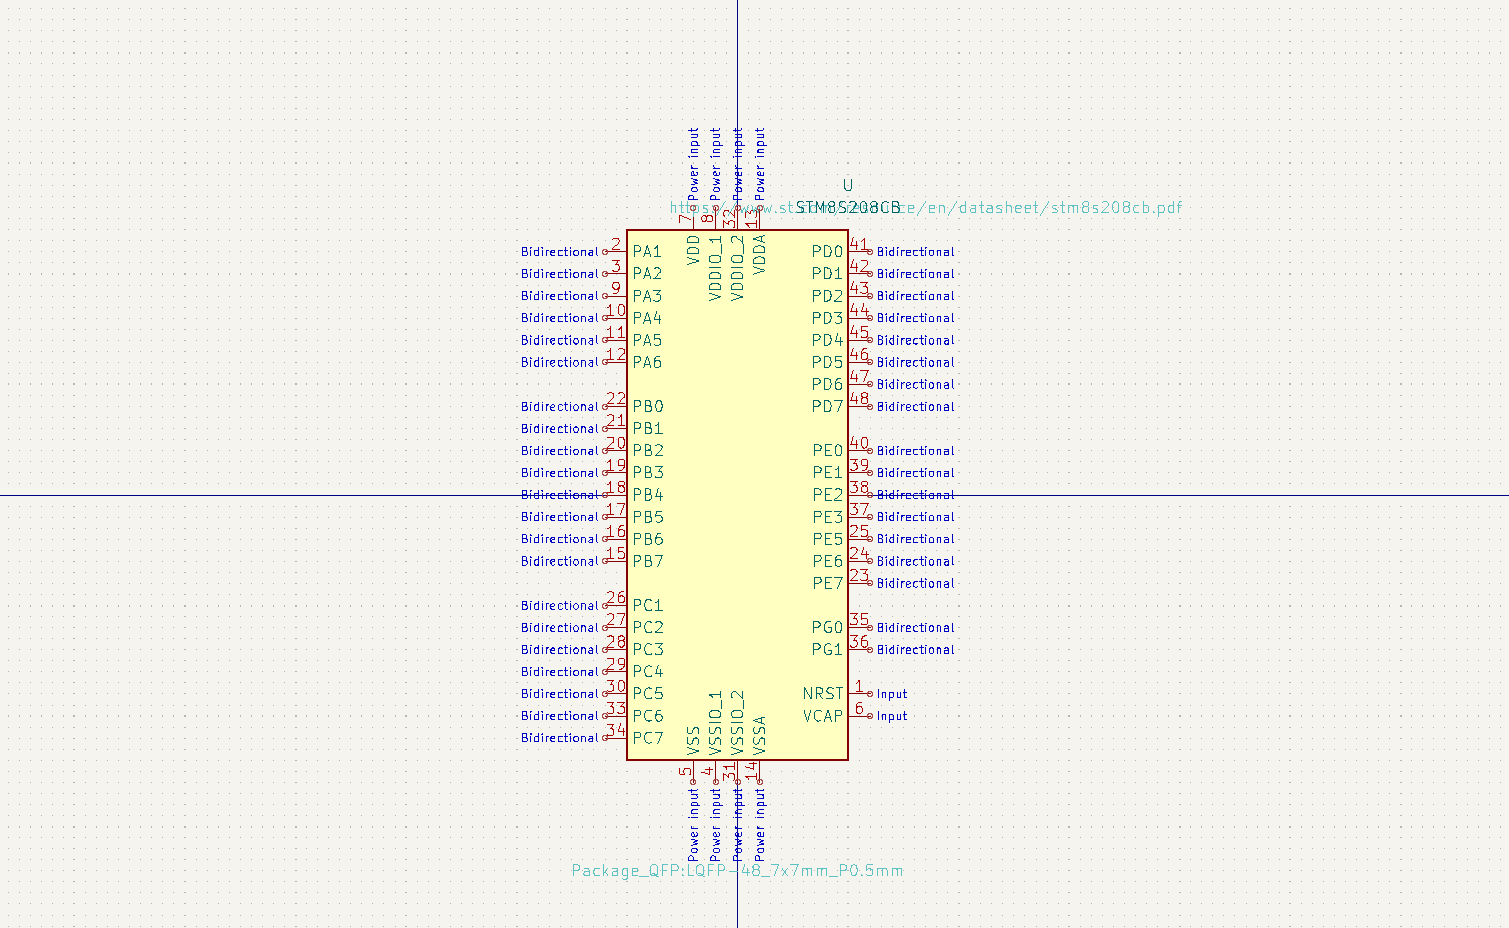 Power input Power input Power input Power input
U
STM8S208CB
https://www.st.com/resource/en/datasheet/stm8s208cb.pdf
7 8 32 13
VDD VDDIO_1 VDDIO_2 VDDA
Bidirectional 2 PA1 PD0 41 Bidirectional
Bidirectional 3 PA2 PD1 42 Bidirectional
Bidirectional 9 PA3 PD2 43 Bidirectional
Bidirectional 10 PA4 PD3 44 Bidirectional
Bidirectional 11 PA5 PD4 45 Bidirectional
Bidirectional 12 PA6 PD5 46 Bidirectional
PD6 47 Bidirectional
Bidirectional 22 PB0 PD7 48 Bidirectional
Bidirectional 21 PB1
Bidirectional 20 PB2 PE0 40 Bidirectional
Bidirectional 19 PB3 PE1 39 Bidirectional
Bidirectional 18 PB4 PE2 38 Bidirectional
Bidirectional 17 PB5 PE3 37 Bidirectional
Bidirectional 16 PB6 PE5 25 Bidirectional
Bidirectional 15 PB7 PE6 24 Bidirectional
PE7 23 Bidirectional
Bidirectional 26 PC1
Bidirectional 27 PC2 PG0 35 Bidirectional
Bidirectional 28 PC3 PG1 36 Bidirectional
Bidirectional 29 PC4
Bidirectional 30 PC5 NRST 1 Input
Bidirectional 33 PC6 VCAP 6 Input
Bidirectional 34 PC7
VSS VSSIO_1 VSSIO_2 VSSA
5 4 31 14
Power input Power input Power input Power input
Package_QFP:LQFP-48_7x7mm_P0.5mm